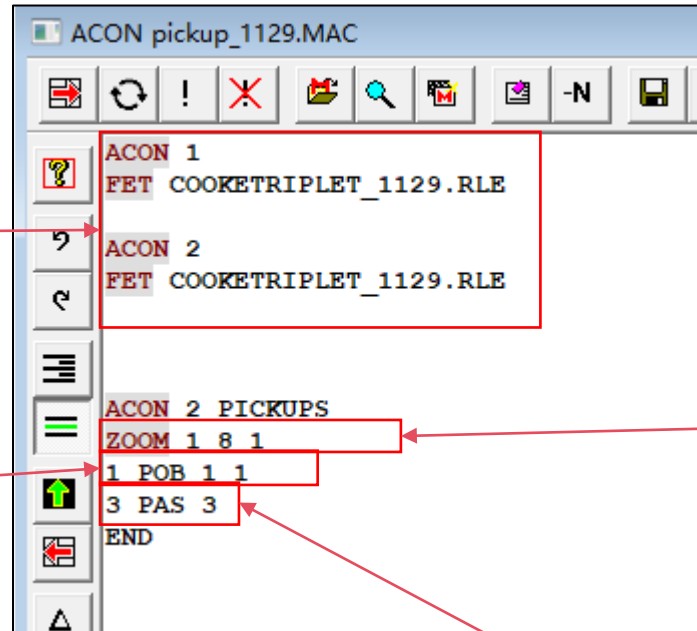 ACON pickup_1129.MAC
! -N
ACON 1
FET COOKETRIPLET_1129.RLE
ACON 2
FET COOKETRIPLET_1129.RLE
ACON 2 PICKUPS
ZOOM 1 8 1
1 POB 1 1
3 PAS 3
END